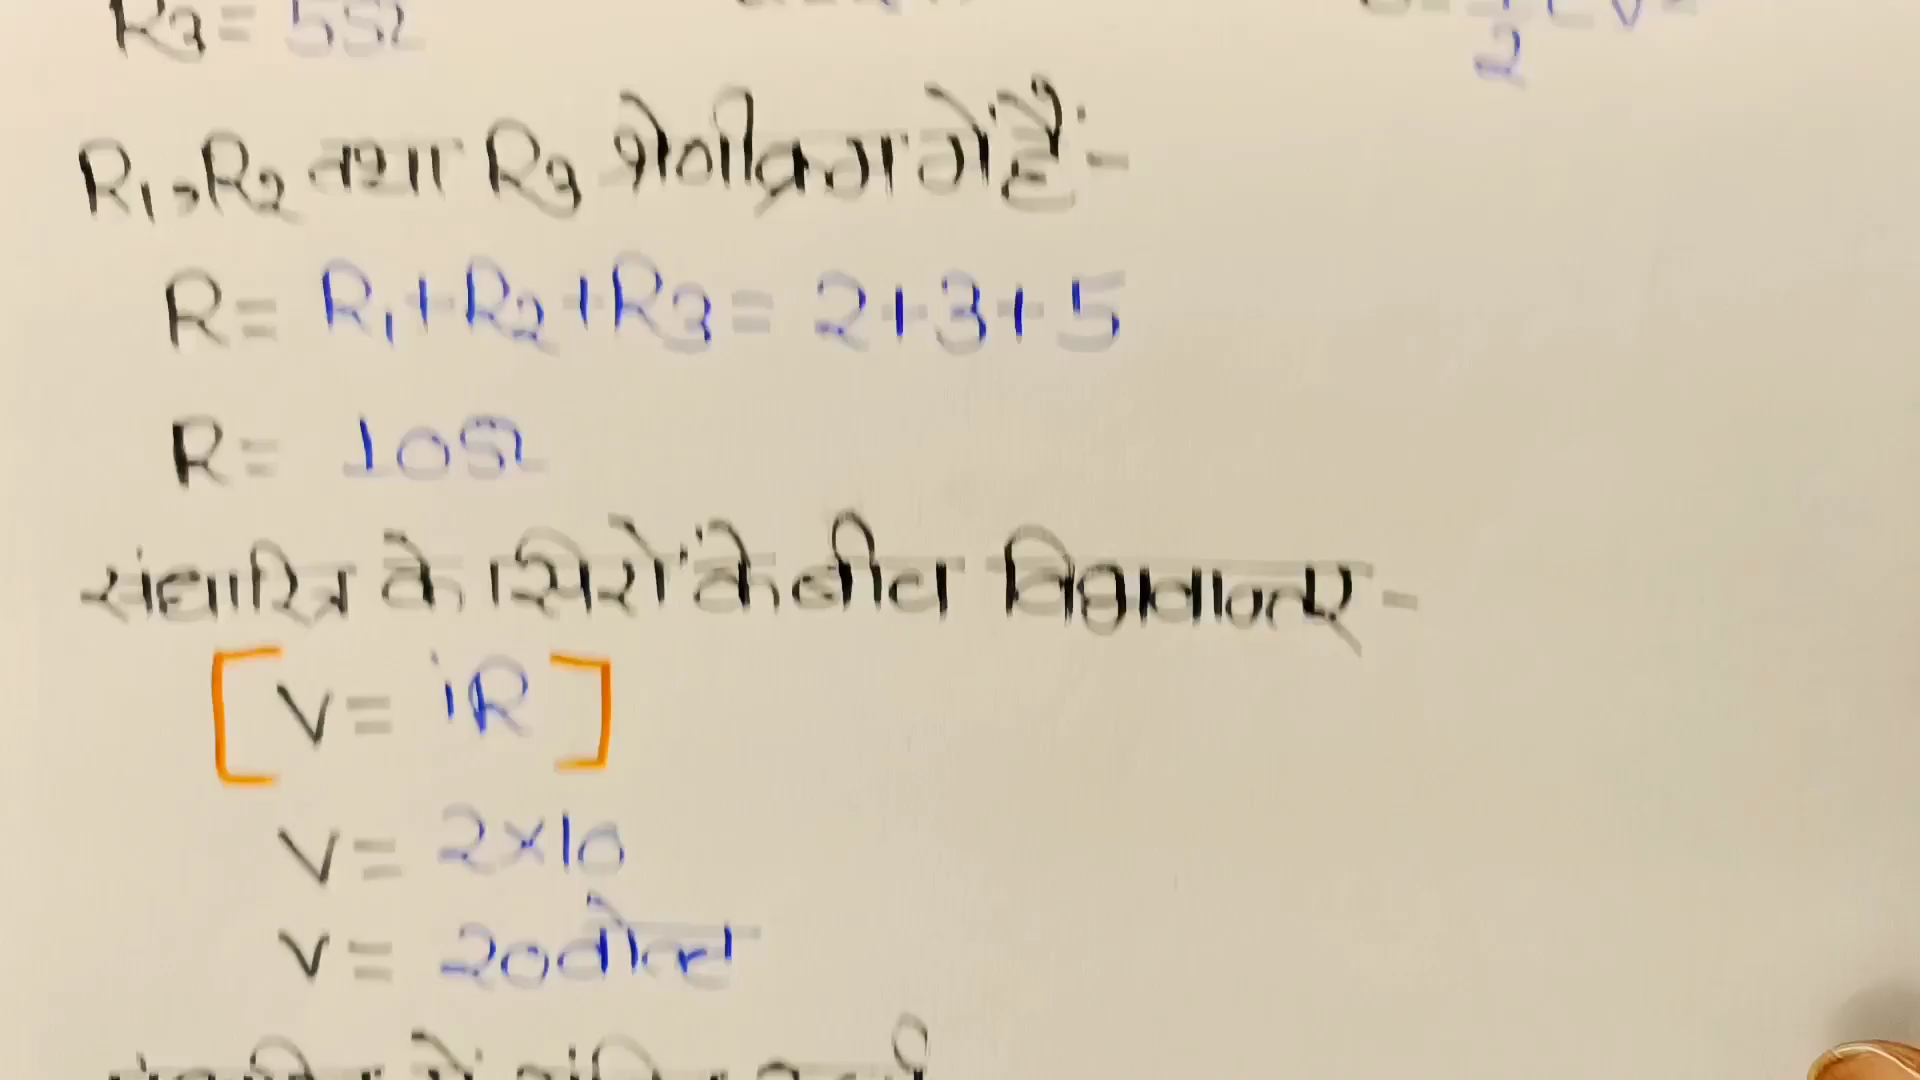 R3 = 5Ω
R1, R2 तथा R3 श्रेणीक्रम में हैं-
R = R1 + R2 + R3 = 2 + 3 + 5
R = 10Ω
संधारित्र के सिरों के बीच विभवान्तर -
[ V = iR ]
V = 2 × 10
V = 20 वोल्ट